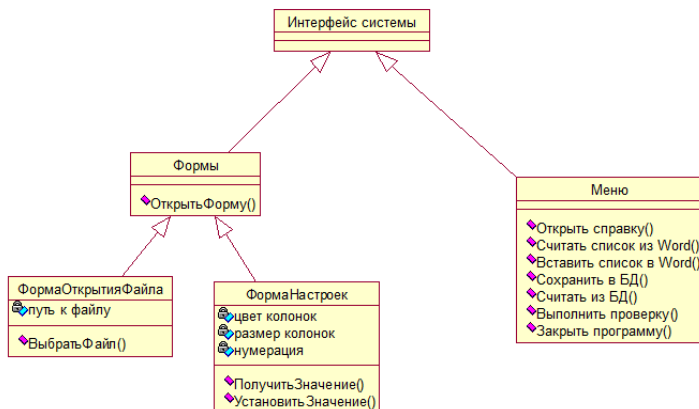 Интерфейс системы
Формы
ОткрытьФорму()
Меню
Открыть справку()
Считать список из Word()
Вставить список в Word()
Сохранить в БД()
Считать из БД()
Выполнить проверку()
Закрыть программу()
ФормаОткрытияФайла
путь к файлу
ВыбратьФайл()
ФормаНастроек
цвет колонок
размер колонок
нумерация
ПолучитьЗначение()
УстановитьЗначение()